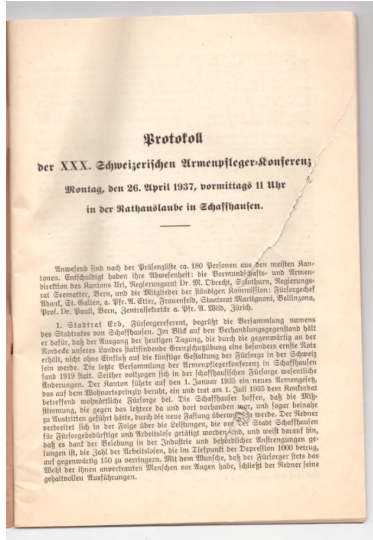 Protokoll
der XXX. Schweizerischen Armenpfleger-Konferenz
Montag, den 26. April 1937, vormittags 11 Uhr
in der Rathauslaube in Schaffhausen.
Anwesend sind nach der Präsenzliste ca. 180 Personen aus den meisten Kan-
tonen. Entschuldigt haben ihre Abwesenheit: die Vormundschafts- und Armen-
direktion des Kantons Uri, Regierungsrat Dr. M. Obrecht, Solothurn, Regierungs-
rat Seematter, Bern, und die Mitglieder der ständigen Kommission: Fürsorgechef
Adank, St. Gallen, a. Pfr. A. Etter, Frauenfeld, Staatsrat Martignoni, Bellinzona,
Prof. Dr. Pauli, Bern, Zentralsekretär a. Pfr. A. Wild, Zürich.
1. Stadtrat Erb, Fürsorgereferent, begrüßt die Versammlung namens
des Stadtrates von Schaffhausen. Im Blick auf den Verhandlungsgegenstand hält
er dafür, daß der Ausgang der heutigen Tagung, die durch die gegenwärtig an der
Nordecke unseres Landes stattfindende Grenzschutzübung eine besonders ernste Note
erhält, nicht ohne Einfluß auf die künftige Gestaltung der Fürsorge in der Schweiz
sein werde. Die letzte Versammlung der Armenpflegerkonferenz in Schaffhausen
fand 1919 statt. Seither vollzogen sich in der schaffhausischen Fürsorge wesentliche
Änderungen. Der Kanton führte auf den 1. Januar 1935 ein neues Armengesetz,
das auf dem Wohnortsprinzip beruht, ein und trat am 1. Juli 1935 dem Konkordat
betreffend wohnörtliche Fürsorge bei. Die Schaffhauser hoffen, daß die Miß-
stimmung, die gegen das letztere da und dort vorhanden war, und sogar beinahe
zu Austritten geführt hätte, durch die neue Fassung überwunden werde. Der Redner
verbreitet sich in der Folge über die Leistungen, die von der Stadt Schaffhausen
für Fürsorgebedürftige und Arbeitslose getätigt worden sind, und weist darauf hin,
daß es dank der Belebung in der Industrie und behördlicher Anstrengungen ge-
lungen ist, die Zahl der Arbeitslosen, die im Tiefpunkt der Depression 1000 betrug,
auf gegenwärtig 150 zu verringern. Mit dem Wunsche, daß der Fürsorger stets das
Wohl der ihnen anvertrauten Menschen vor Augen habe, schließt der Redner seine
gehaltvollen Ausführungen.